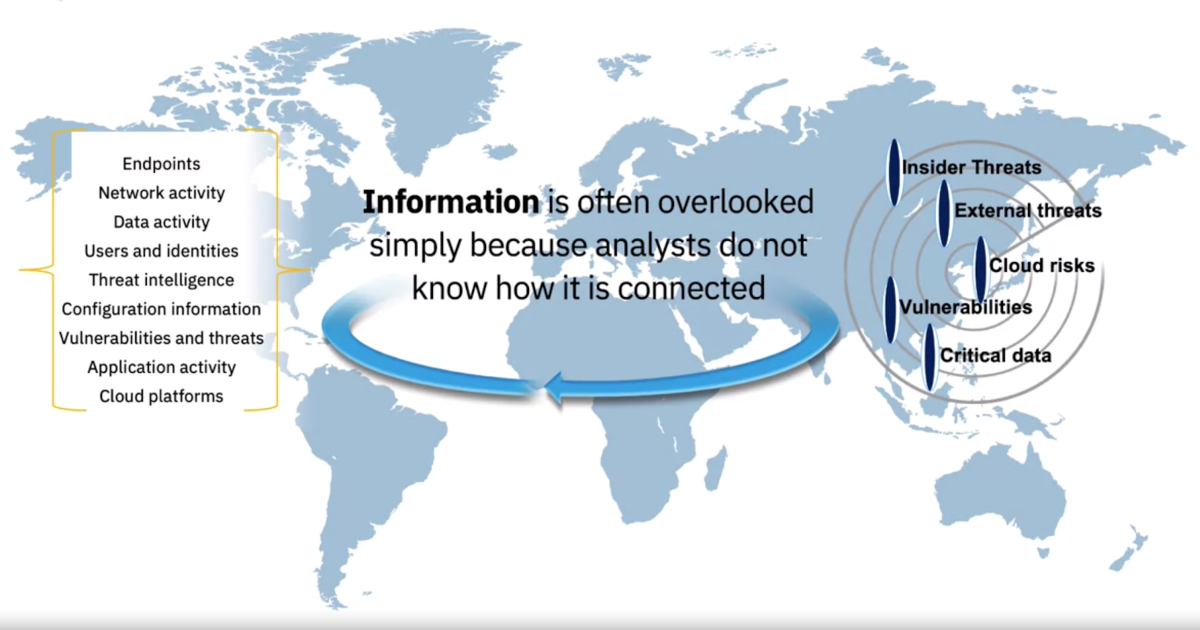 Endpoints
Network activity
Data activity
Users and identities
Threat intelligence
Configuration information
Vulnerabilities and threats
Application activity
Cloud platforms
Information is often overlooked
simply because analysts do not
know how it is connected
Insider Threats
External threats
Cloud risks
Vulnerabilities
Critical data